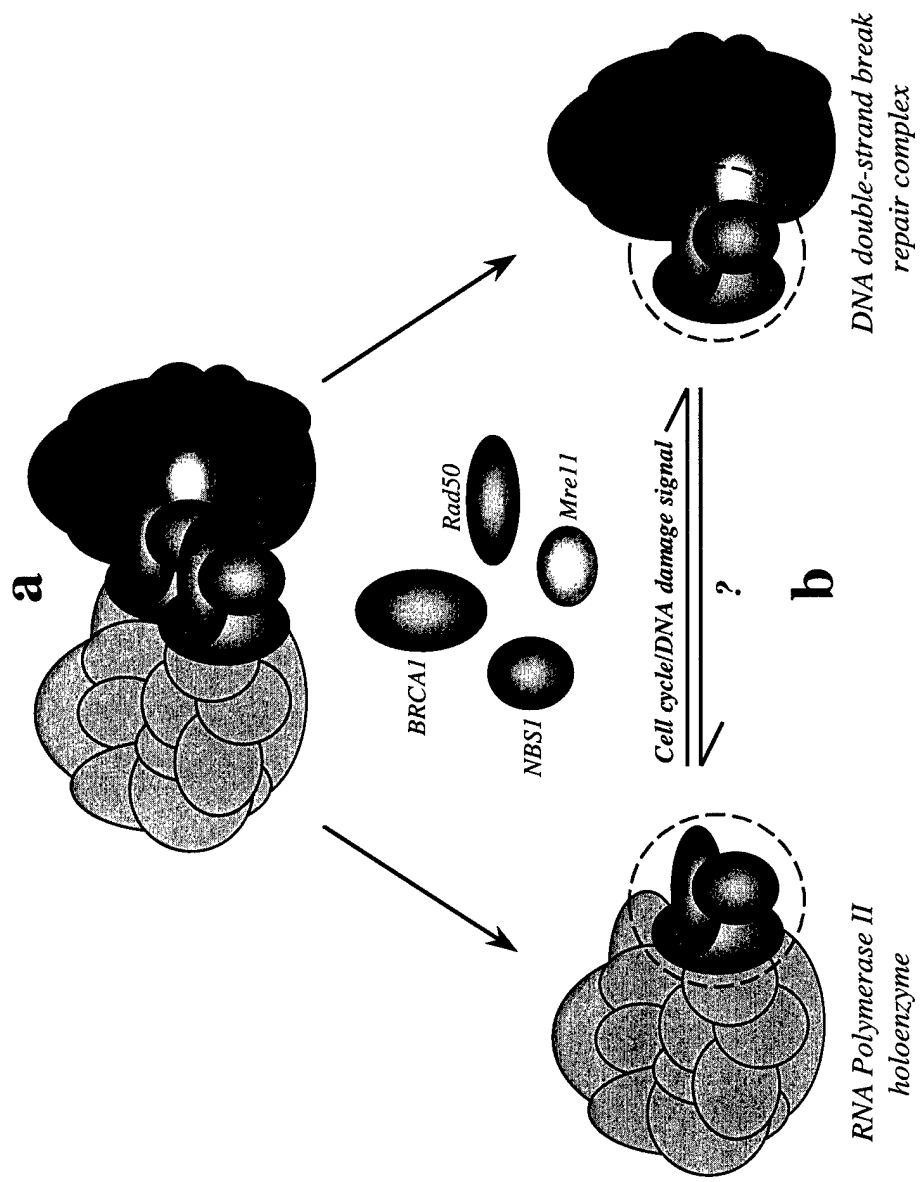 a
BRCA1
Rad50
NBS1
Mre11
Cell cycle/DNA damage signal
?
b
RNA Polymerase II
holoenzyme
DNA double-strand break
repair complex